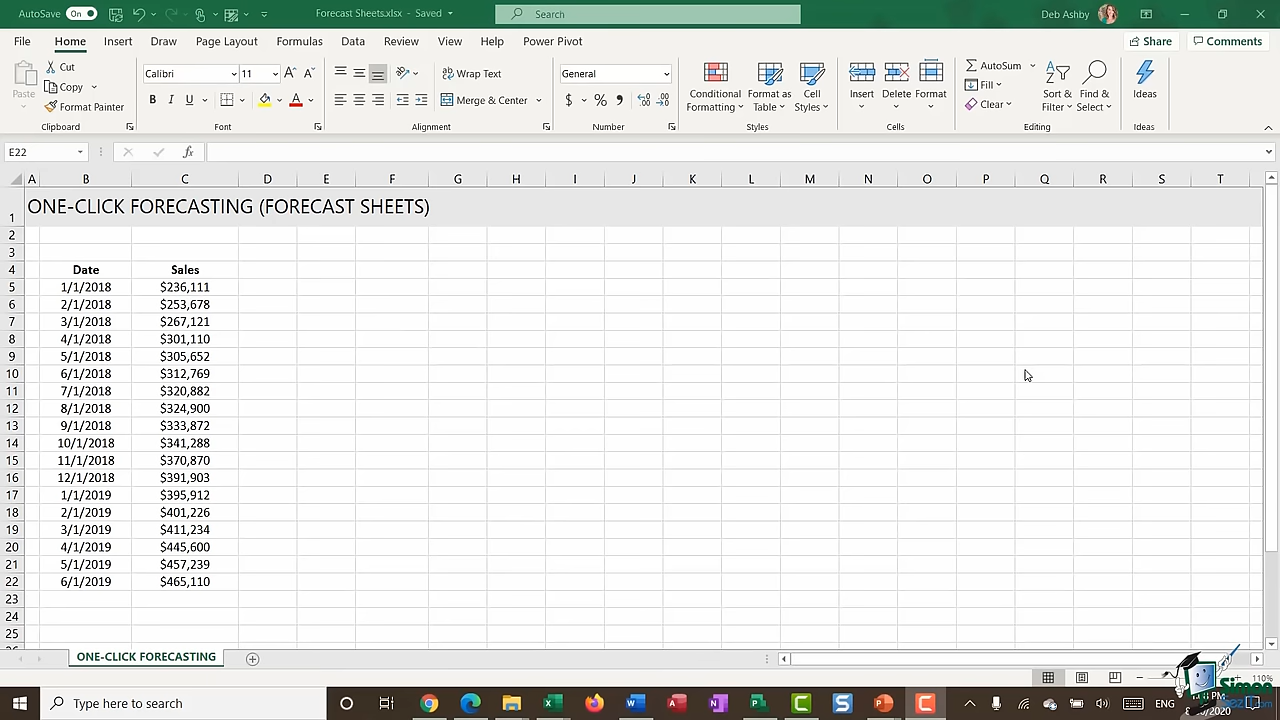 AutoSave On Forecast Sheets.xlsx - Saved Search Deb Ashby
File Home Insert Draw Page Layout Formulas Data Review View Help Power Pivot Share Comments
Paste Cut Copy Format Painter Clipboard
Calibri 11 B I U A Font
Wrap Text Merge & Center Alignment
General $ % Number
Conditional Formatting Format as Table Cell Styles Styles
Insert Delete Format Cells
AutoSum Fill Clear Sort & Filter Find & Select Editing
Ideas Ideas
E22 fx
A B C D E F G H I J K L M N O P Q R S T
1 ONE-CLICK FORECASTING (FORECAST SHEETS)
2
3
4 Date Sales
5 1/1/2018 $236,111
6 2/1/2018 $253,678
7 3/1/2018 $267,121
8 4/1/2018 $301,110
9 5/1/2018 $305,652
10 6/1/2018 $312,769
11 7/1/2018 $320,882
12 8/1/2018 $324,900
13 9/1/2018 $333,872
14 10/1/2018 $341,288
15 11/1/2018 $370,870
16 12/1/2018 $391,903
17 1/1/2019 $395,912
18 2/1/2019 $401,226
19 3/1/2019 $411,234
20 4/1/2019 $445,600
21 5/1/2019 $457,239
22 6/1/2019 $465,110
23
24
25
ONE-CLICK FORECASTING
110%
Type here to search ENG
Simon